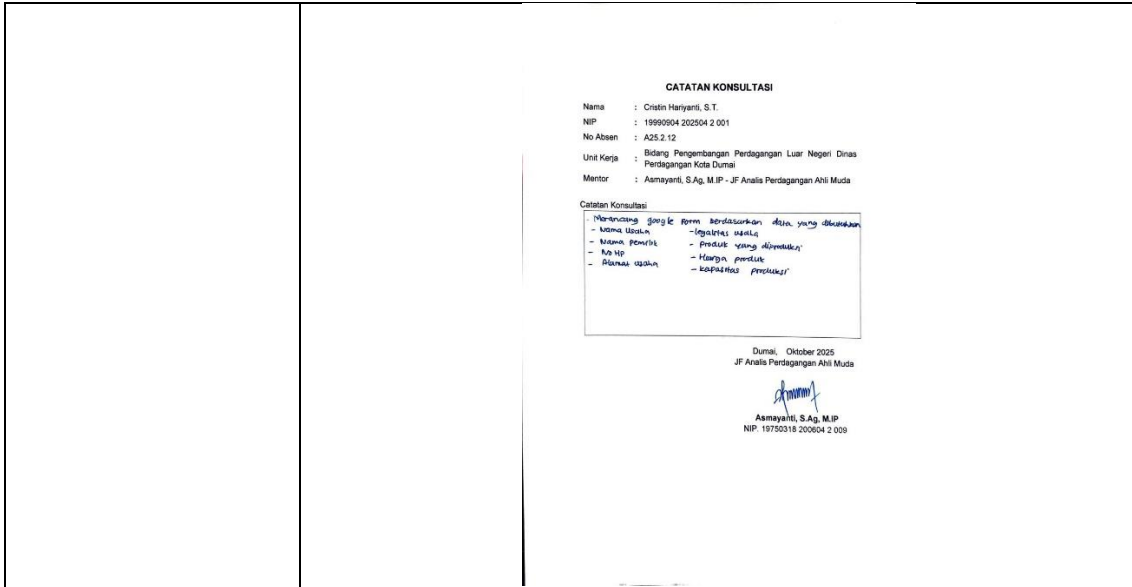 CATATAN KONSULTASI
Nama : Cristin Hariyanti, S.T.
NIP : 19990904 202504 2 001
No Absen : A25.2.12
Unit Kerja : Bidang Pengembangan Perdagangan Luar Negeri Dinas
Perdagangan Kota Dumai
Mentor : Asmayanti, S.Ag, M.IP - JF Analis Perdagangan Ahli Muda
Catatan Konsultasi
- Merancang google Form berdasarkan data yang dibutuhkan
- Nama Usaha - legalitas usaha
- Nama pemilik - produk yang diproduksi
- No HP - Harga produk
- Alamat usaha - kapasitas produksi
Dumai, Oktober 2025
JF Analis Perdagangan Ahli Muda
Asmayanti, S.Ag, M.IP
NIP. 19750318 200604 2 009